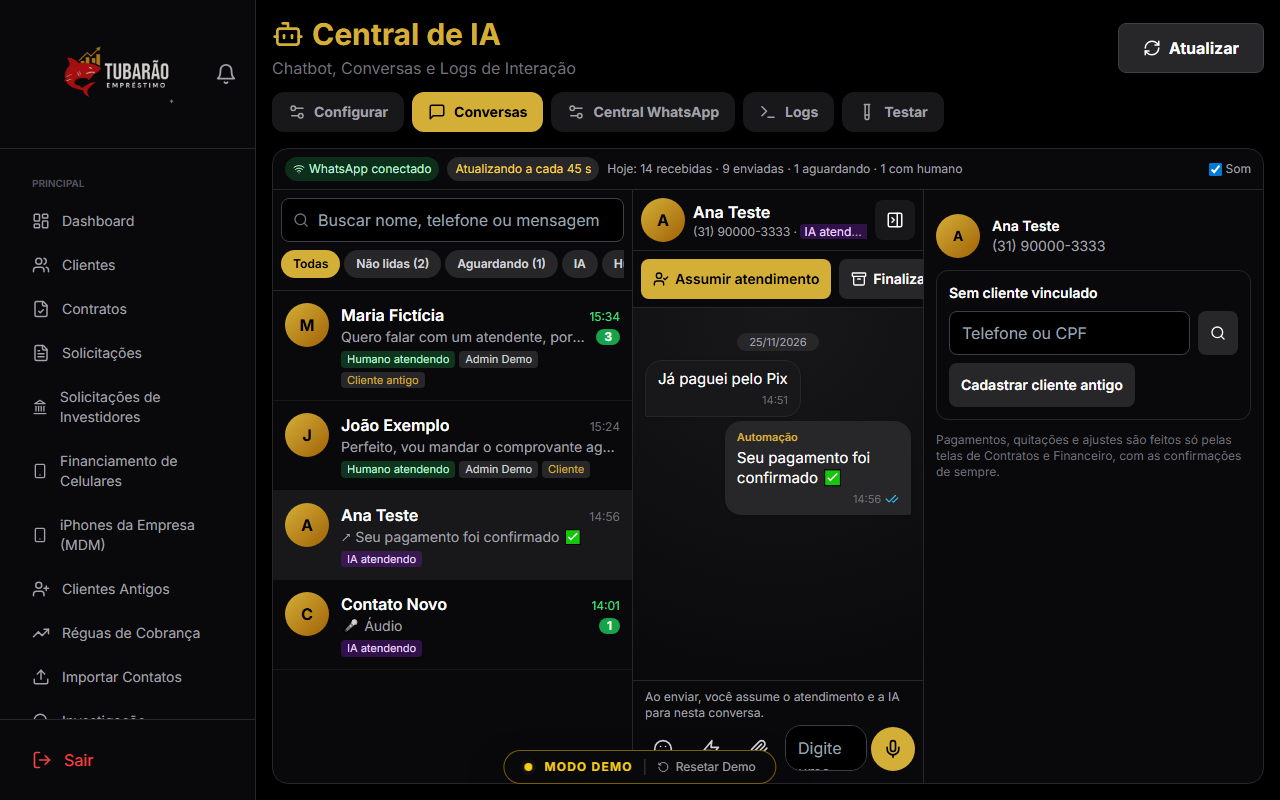 TUBARÃO
EMPRÉSTIMO
PRINCIPAL
Dashboard
Clientes
Contratos
Solicitações
Solicitações de
Investidores
Financiamento de
Celulares
iPhones da Empresa
(MDM)
Clientes Antigos
Réguas de Cobrança
Importar Contatos
Sair
Central de IA
Chatbot, Conversas e Logs de Interação
Atualizar
Configurar
Conversas
Central WhatsApp
Logs
Testar
WhatsApp conectado
Atualizando a cada 45 s
Hoje: 14 recebidas · 9 enviadas · 1 aguardando · 1 com humano
Som
Buscar nome, telefone ou mensagem
Todas
Não lidas (2)
Aguardando (1)
IA
Maria Fictícia
15:34
Quero falar com um atendente, por...
3
Humano atendendo
Admin Demo
Cliente antigo
João Exemplo
15:24
Perfeito, vou mandar o comprovante ag...
Humano atendendo
Admin Demo
Cliente
Ana Teste
14:56
↗ Seu pagamento foi confirmado ✅
IA atendendo
Contato Novo
14:01
🎤 Áudio
1
IA atendendo
A
Ana Teste
(31) 90000-3333 · IA atend...
Assumir atendimento
Finaliza
25/11/2026
Já paguei pelo Pix
14:51
Automação
Seu pagamento foi
confirmado ✅
14:56
Ao enviar, você assume o atendimento e a IA
para nesta conversa.
Digite
A
Ana Teste
(31) 90000-3333
Sem cliente vinculado
Telefone ou CPF
Cadastrar cliente antigo
Pagamentos, quitações e ajustes são feitos só pelas
telas de Contratos e Financeiro, com as confirmações
de sempre.
MODO DEMO
Resetar Demo